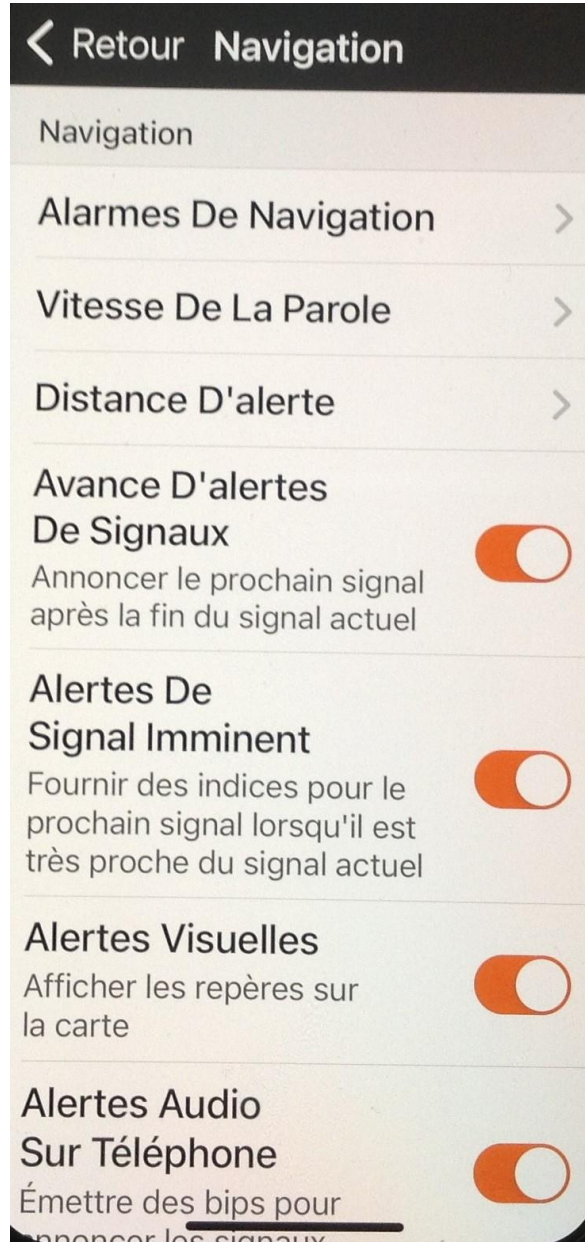 Retour Navigation
Navigation
Alarmes De Navigation
Vitesse De La Parole
Distance D'alerte
Avance D'alertes
De Signaux
Annoncer le prochain signal
après la fin du signal actuel
Alertes De
Signal Imminent
Fournir des indices pour le
prochain signal lorsqu'il est
très proche du signal actuel
Alertes Visuelles
Afficher les repères sur
la carte
Alertes Audio
Sur Téléphone
Émettre des bips pour
annoncer les signaux